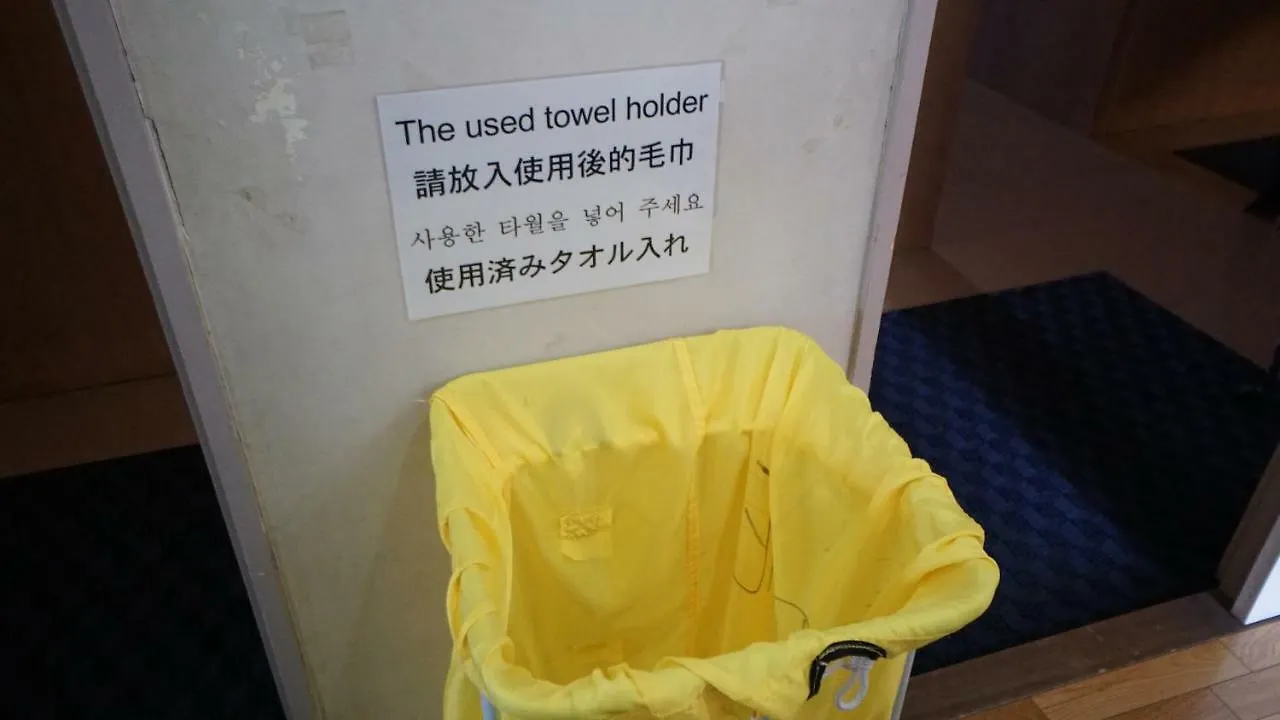 The used towel holder
請放入使用後的毛巾
사용한 타월을 넣어 주세요
使用済みタオル入れ